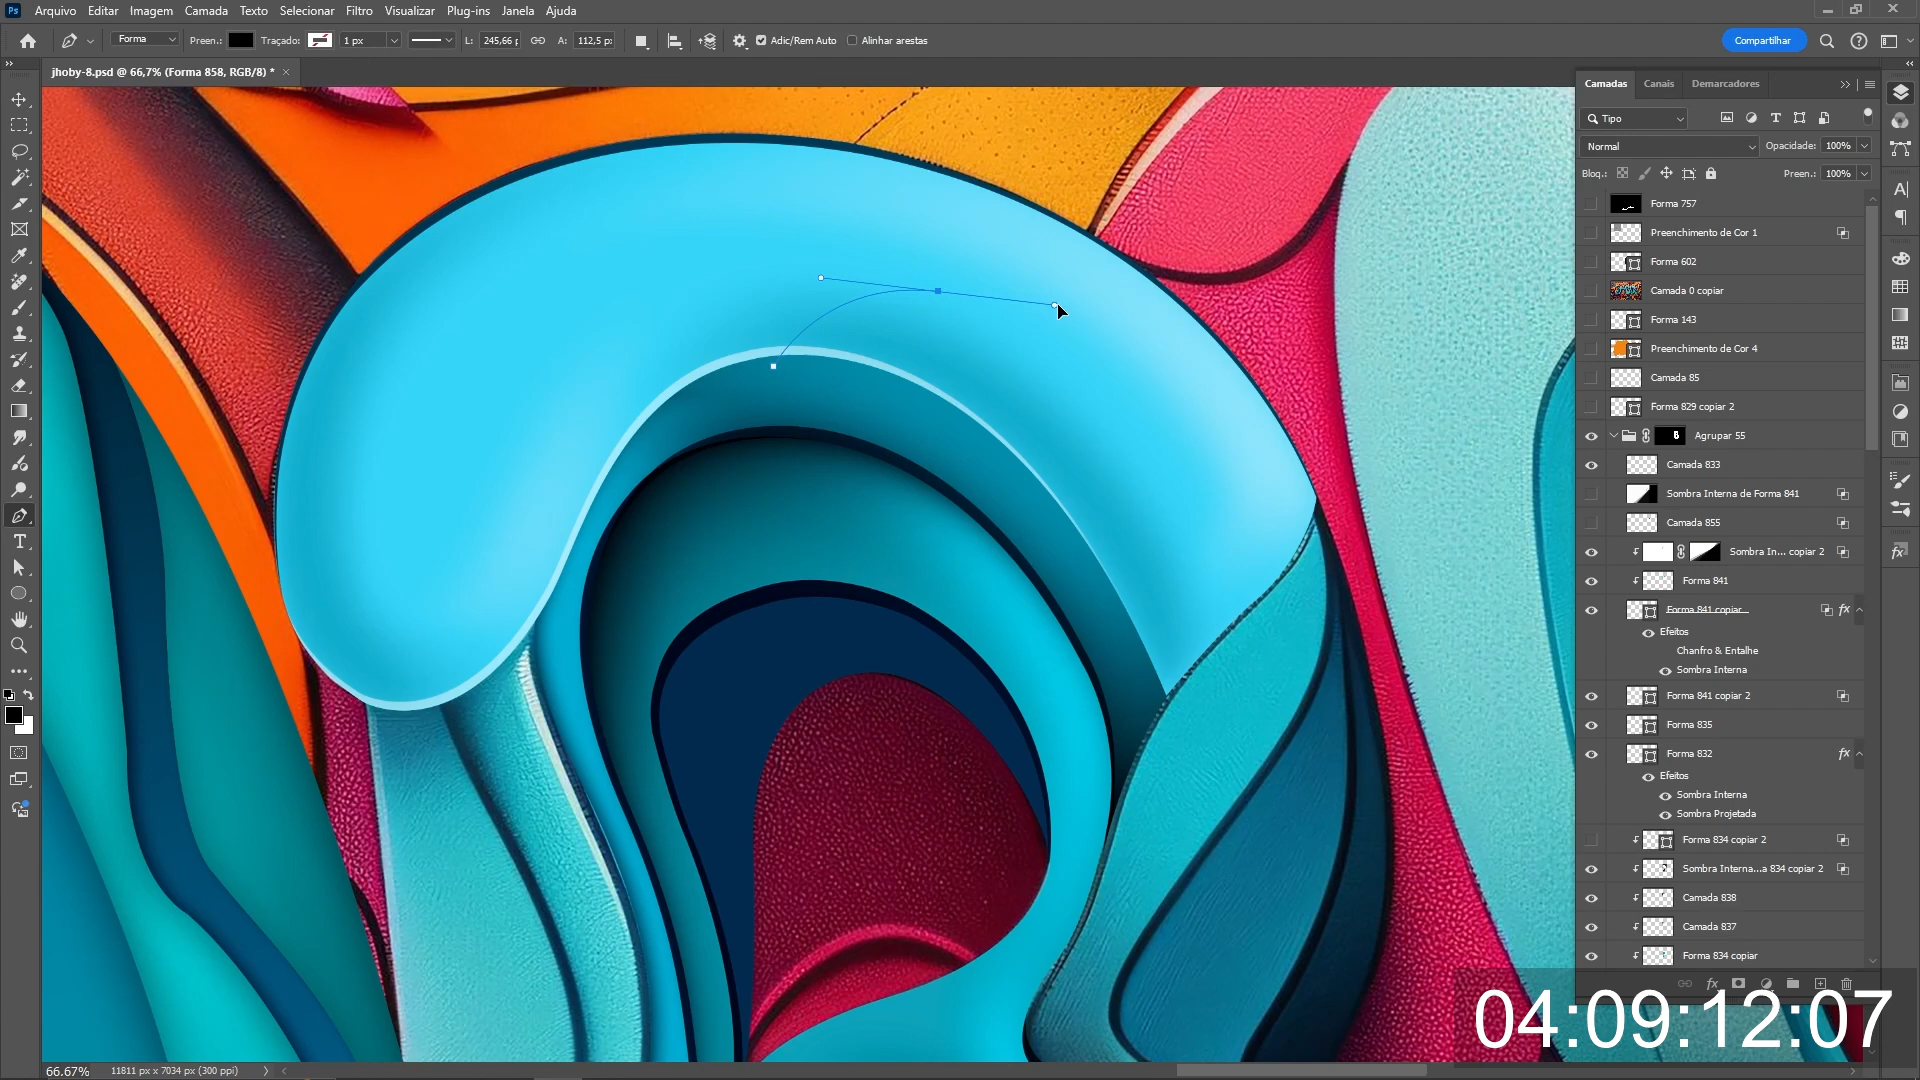 Ps Arquivo Editar Imagem Camada Texto Selecionar Filtro Visualizar Plug-ins Janela Ajuda
Forma Preen.: Traçado: 1 px L: 245,66 p A: 112,5 px Adic/Rem Auto Alinhar arestas Compartilhar
jhoby-8.psd @ 66,7% (Forma 858, RGB/8) *
Camadas Canais Demarcadores
Tipo
Normal Opacidade: 100%
Bloq.: Preen.: 100%
Forma 757
Preenchimento de Cor 1
Forma 602
Camada 0 copiar
Forma 143
Preenchimento de Cor 4
Camada 85
Forma 829 copiar 2
Agrupar 55
Camada 833
Sombra Interna de Forma 841
Camada 855
Sombra In... copiar 2
Forma 841
Forma 841 copiar
Efeitos
Chanfro & Entalhe
Sombra Interna
Forma 841 copiar 2
Forma 835
Forma 832
Efeitos
Sombra Interna
Sombra Projetada
Forma 834 copiar 2
Sombra Interna...a 834 copiar 2
Camada 838
Camada 837
Forma 834 copiar
04:09:12:07
66.67% 11811 px x 7034 px (300 ppi)